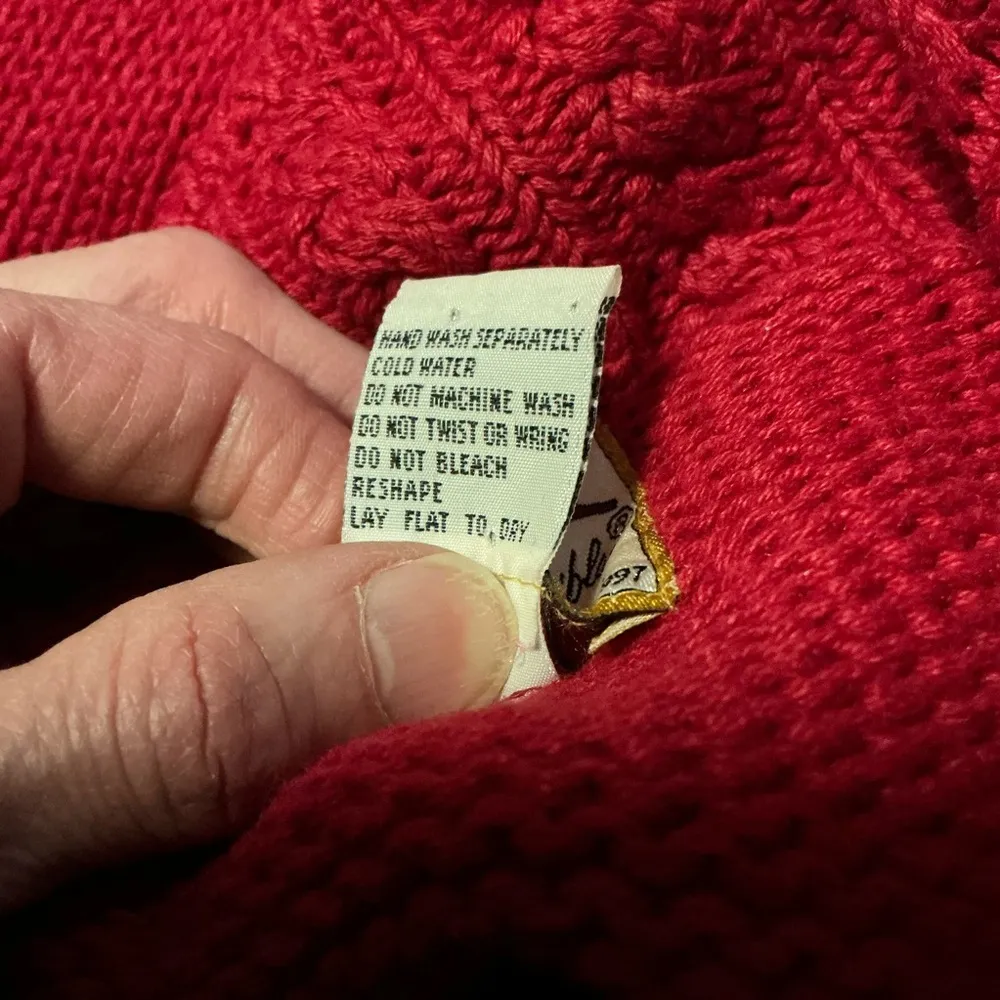 HAND WASH SEPARATELY
COLD WATER
DO NOT MACHINE WASH
DO NOT TWIST OR WRING
DO NOT BLEACH
RESHAPE
LAY FLAT TO DRY
®